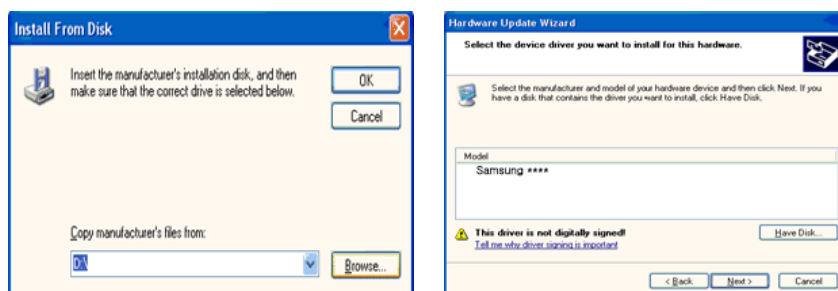 Install From Disk
Insert the manufacturer's installation disk, and then
make sure that the correct drive is selected below.
OK
Cancel
Copy manufacturer's files from:
D:\
Browse...
Hardware Update Wizard
Select the device driver you want to install for this hardware.
Select the manufacturer and model of your hardware device and then click Next. If you
have a disk that contains the driver you want to install, click Have Disk.
Model
Samsung ****
This driver is not digitally signed!
Tell me why driver signing is important
Have Disk...
< Back
Next >
Cancel